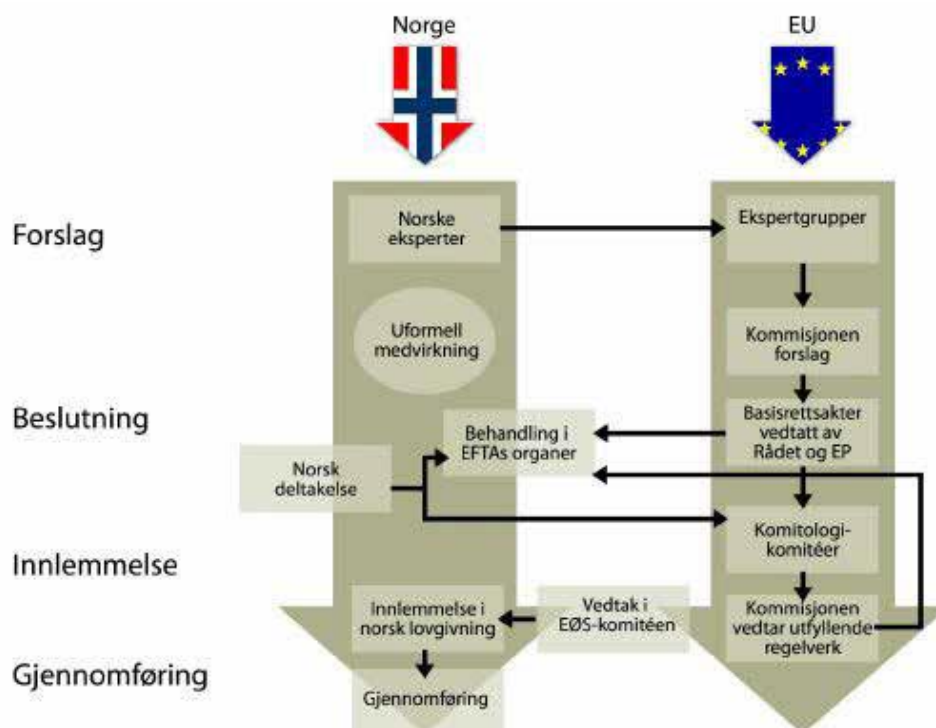 Norge
EU
Forslag
Norske
eksperter
Ekspertgrupper
Uformell
medvirkning
Kommisjonen
forslag
Beslutning
Behandling i
EFTAs organer
Basisrettsakter
vedtatt av
Rådet og EP
Norsk
deltakelse
Komitologi-
komitéer
Innlemmelse
Innlemmelse i
norsk lovgivning
Vedtak i
EØS-komitéen
Kommisjonen
vedtar utfyllende
regelverk
Gjennomføring
Gjennomføring